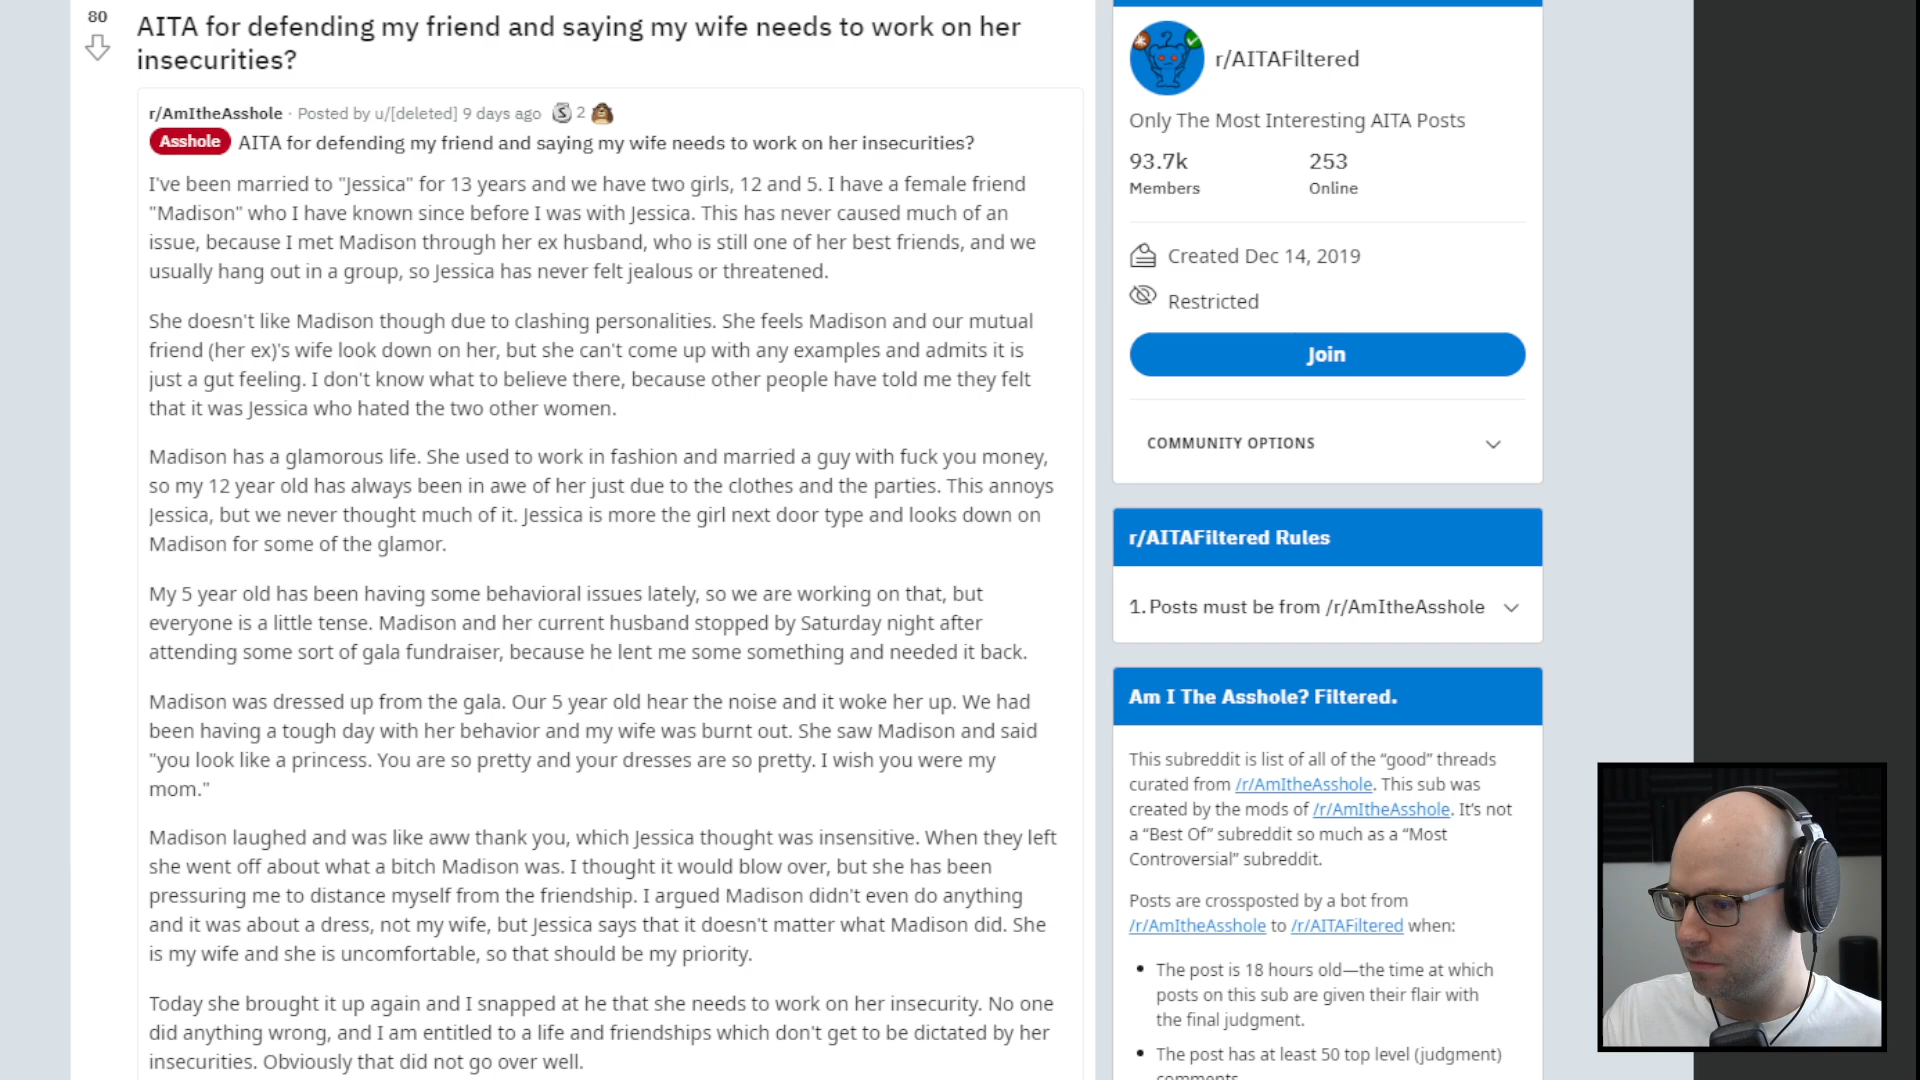 80
AITA for defending my friend and saying my wife needs to work on her
insecurities?
r/AmItheAsshole · Posted by u/[deleted] 9 days ago 2
Asshole AITA for defending my friend and saying my wife needs to work on her insecurities?
I've been married to "Jessica" for 13 years and we have two girls, 12 and 5. I have a female friend
"Madison" who I have known since before I was with Jessica. This has never caused much of an
issue, because I met Madison through her ex husband, who is still one of her best friends, and we
usually hang out in a group, so Jessica has never felt jealous or threatened.
She doesn't like Madison though due to clashing personalities. She feels Madison and our mutual
friend (her ex)'s wife look down on her, but she can't come up with any examples and admits it is
just a gut feeling. I don't know what to believe there, because other people have told me they felt
that it was Jessica who hated the two other women.
Madison has a glamorous life. She used to work in fashion and married a guy with fuck you money,
so my 12 year old has always been in awe of her just due to the clothes and the parties. This annoys
Jessica, but we never thought much of it. Jessica is more the girl next door type and looks down on
Madison for some of the glamor.
My 5 year old has been having some behavioral issues lately, so we are working on that, but
everyone is a little tense. Madison and her current husband stopped by Saturday night after
attending some sort of gala fundraiser, because he lent me some something and needed it back.
Madison was dressed up from the gala. Our 5 year old hear the noise and it woke her up. We had
been having a tough day with her behavior and my wife was burnt out. She saw Madison and said
"you look like a princess. You are so pretty and your dresses are so pretty. I wish you were my
mom."
Madison laughed and was like aww thank you, which Jessica thought was insensitive. When they left
she went off about what a bitch Madison was. I thought it would blow over, but she has been
pressuring me to distance myself from the friendship. I argued Madison didn't even do anything
and it was about a dress, not my wife, but Jessica says that it doesn't matter what Madison did. She
is my wife and she is uncomfortable, so that should be my priority.
Today she brought it up again and I snapped at he that she needs to work on her insecurity. No one
did anything wrong, and I am entitled to a life and friendships which don't get to be dictated by her
insecurities. Obviously that did not go over well.
r/AITAFiltered
Only The Most Interesting AITA Posts
93.7k 253
Members Online
Created Dec 14, 2019
Restricted
Join
COMMUNITY OPTIONS
r/AITAFiltered Rules
1. Posts must be from /r/AmItheAsshole
Am I The Asshole? Filtered.
This subreddit is list of all of the “good” threads
curated from /r/AmItheAsshole. This sub was
created by the mods of /r/AmItheAsshole. It’s not
a “Best Of” subreddit so much as a “Most
Controversial” subreddit.
Posts are crossposted by a bot from
/r/AmItheAsshole to /r/AITAFiltered when:
• The post is 18 hours old—the time at which
posts on this sub are given their flair with
the final judgment.
• The post has at least 50 top level (judgment)
comments